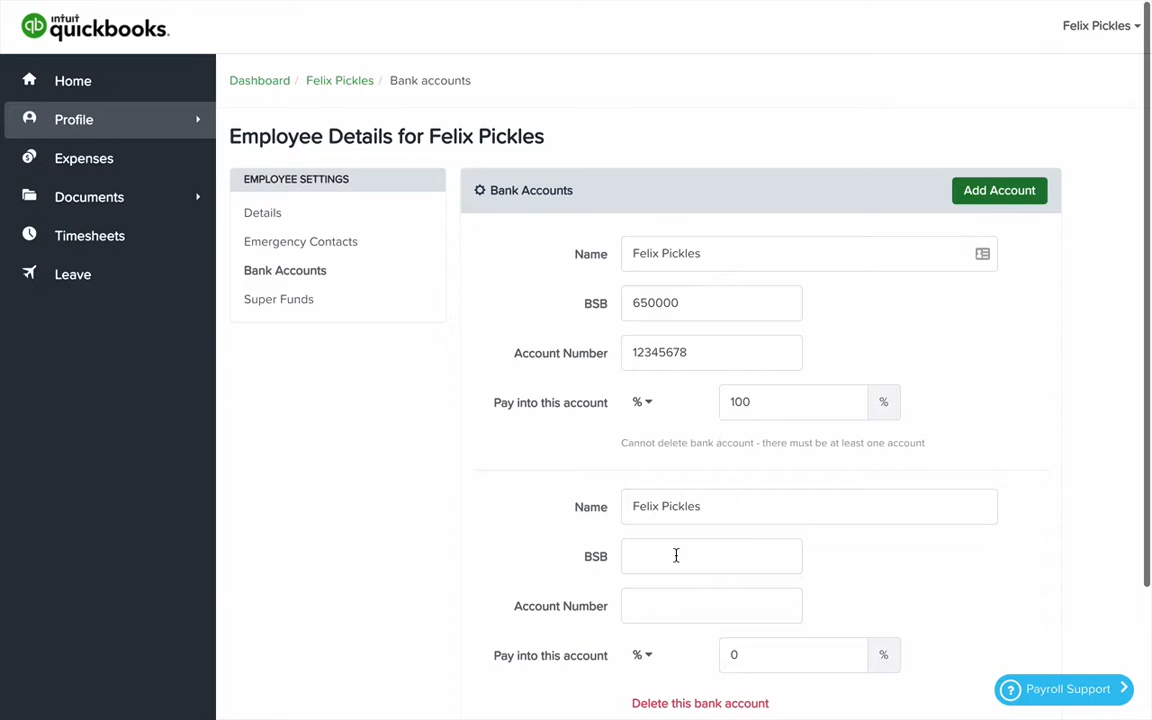 intuit
quickbooks.
Felix Pickles
Home
Profile
Expenses
Documents
Timesheets
Leave
Dashboard / Felix Pickles / Bank accounts
Employee Details for Felix Pickles
EMPLOYEE SETTINGS
Details
Emergency Contacts
Bank Accounts
Super Funds
Bank Accounts
Add Account
Name Felix Pickles
BSB 650000
Account Number 12345678
Pay into this account % 100 %
Cannot delete bank account - there must be at least one account
Name Felix Pickles
BSB
Account Number
Pay into this account % 0 %
Delete this bank account
? Payroll Support